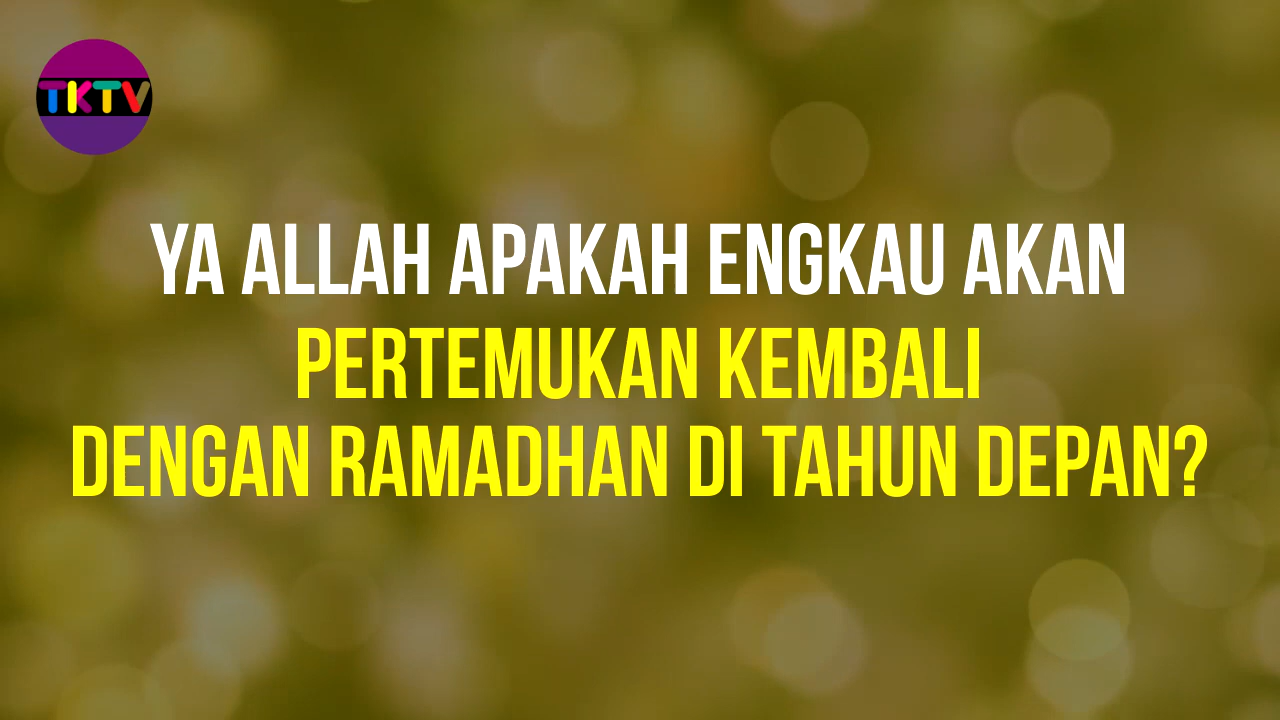 TKTV
YA ALLAH APAKAH ENGKAU AKAN
PERTEMUKAN KEMBALI
DENGAN RAMADHAN DI TAHUN DEPAN?